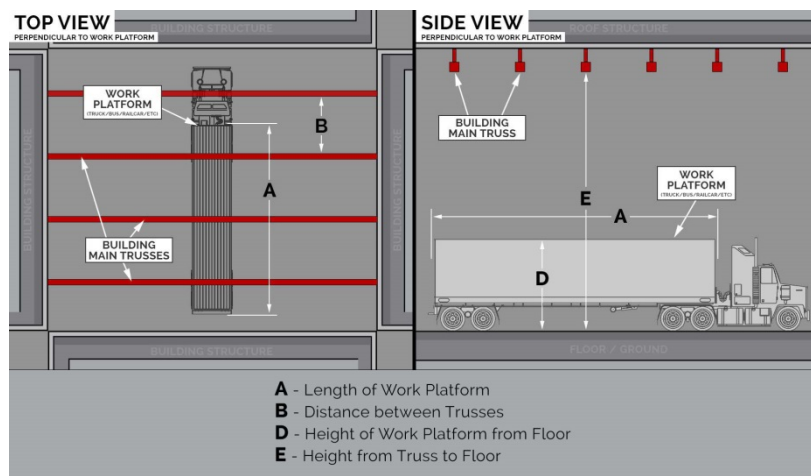 TOP VIEW
PERPENDICULAR TO WORK PLATFORM
BUILDING STRUCTURE
WORK
PLATFORM
(TRUCK/BUS/RAILCAR/ETC)
B
A
BUILDING STRUCTURE
BUILDING STRUCTURE
BUILDING
MAIN TRUSSES
BUILDING STRUCTURE
SIDE VIEW
PERPENDICULAR TO WORK PLATFORM
ROOF STRUCTURE
BUILDING
MAIN TRUSS
WORK
PLATFORM
(TRUCK/BUS/RAILCAR/ETC)
E
A
D
FLOOR / GROUND
A - Length of Work Platform
B - Distance between Trusses
D - Height of Work Platform from Floor
E - Height from Truss to Floor